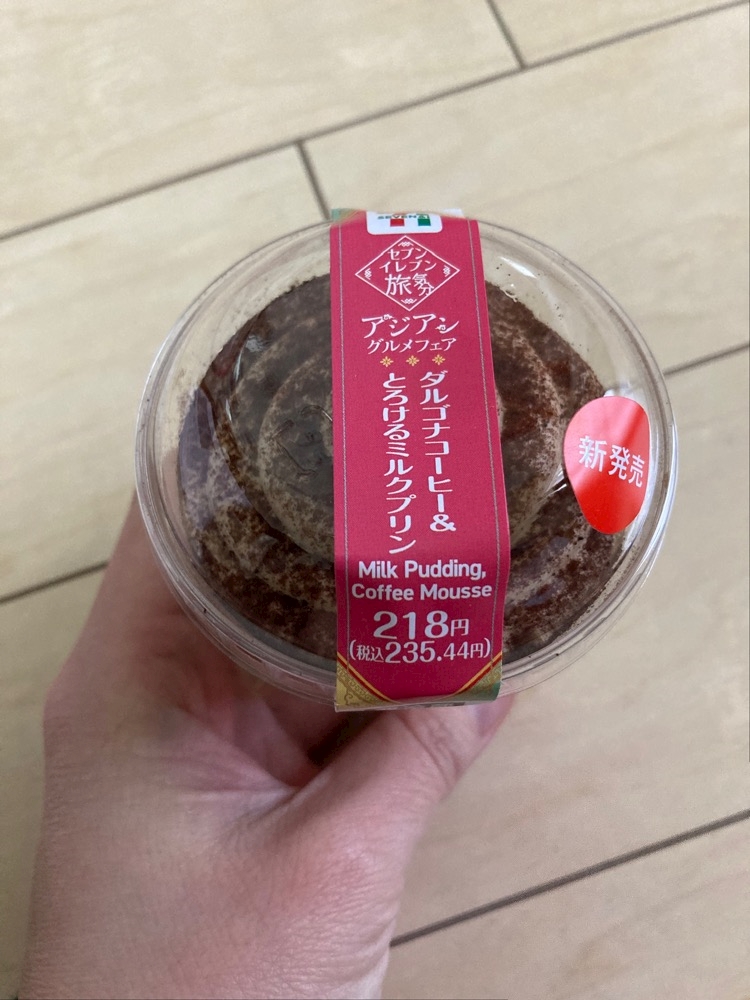 セブン
イレブン
旅気分
アジアン
グルメフェア
ダルゴナコーヒー&
とろけるミルクプリン
Milk Pudding,
Coffee Mousse
218円
(税込235.44円)
新発売